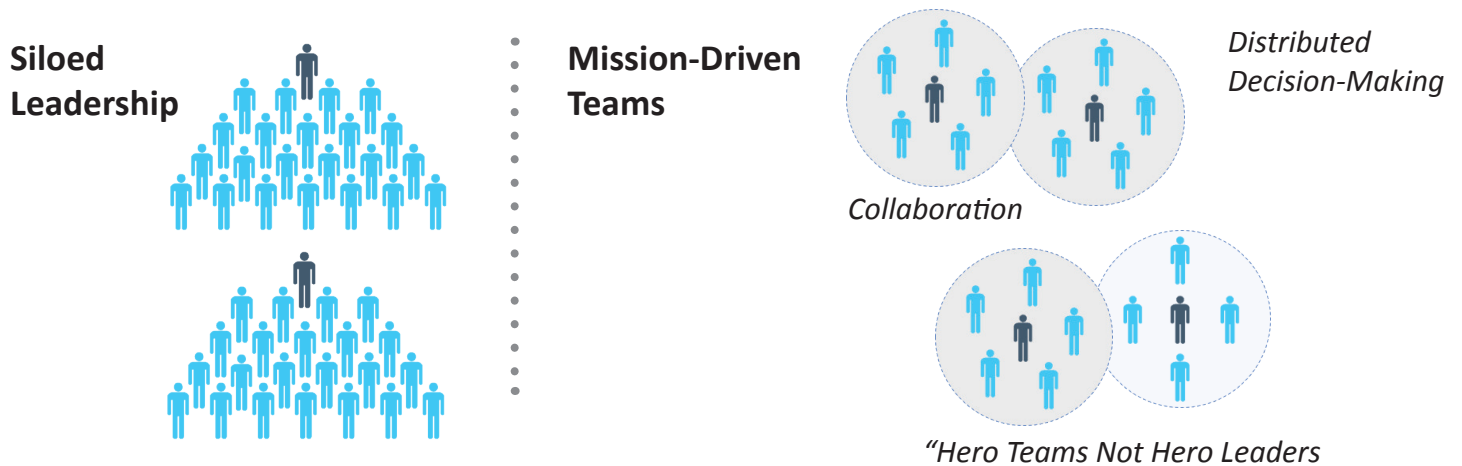 Siloed
Leadership
Mission-Driven
Teams
Distributed
Decision-Making
Collaboration
“Hero Teams Not Hero Leaders